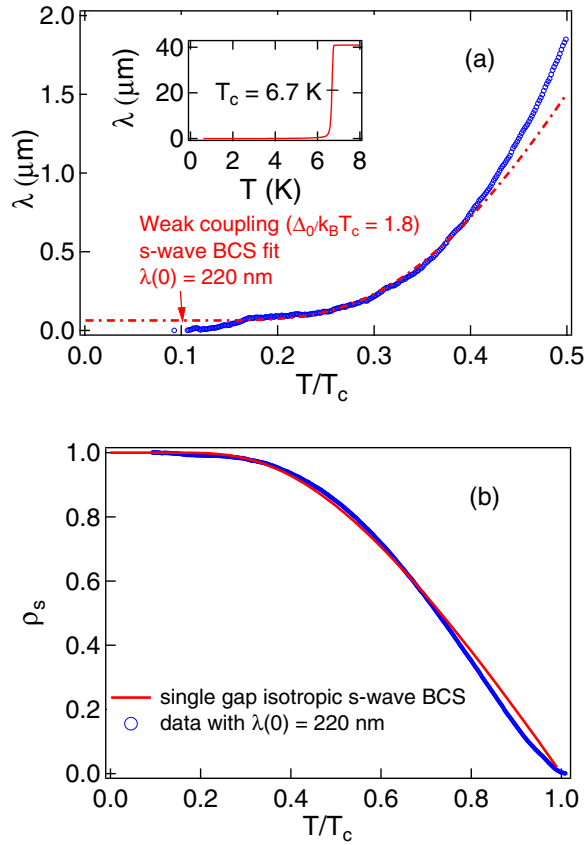 (a)
2.0
1.5
1.0
0.5
0.0
λ (μm)
40
20
0
λ (μm)
T_c = 6.7 K
0 2 4 6 8
T (K)
Weak coupling (Δ_0/k_BT_c = 1.8)
s-wave BCS fit
λ(0) = 220 nm
0.0 0.1 0.2 0.3 0.4 0.5
T/T_c
(b)
1.0
0.8
0.6
0.4
0.2
0.0
ρ_s
single gap isotropic s-wave BCS
data with λ(0) = 220 nm
0.0 0.2 0.4 0.6 0.8 1.0
T/T_c